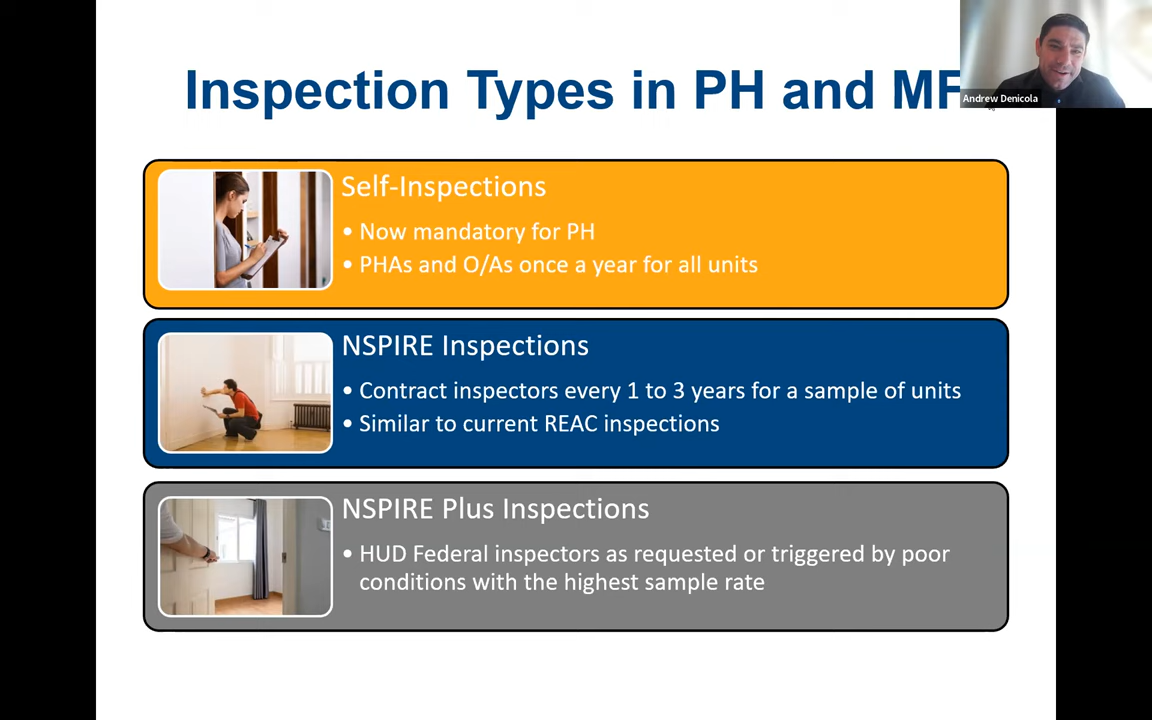 Inspection Types in PH and MF
Andrew Denicola
Self-Inspections
• Now mandatory for PH
• PHAs and O/As once a year for all units
NSPIRE Inspections
• Contract inspectors every 1 to 3 years for a sample of units
• Similar to current REAC inspections
NSPIRE Plus Inspections
• HUD Federal inspectors as requested or triggered by poor
conditions with the highest sample rate